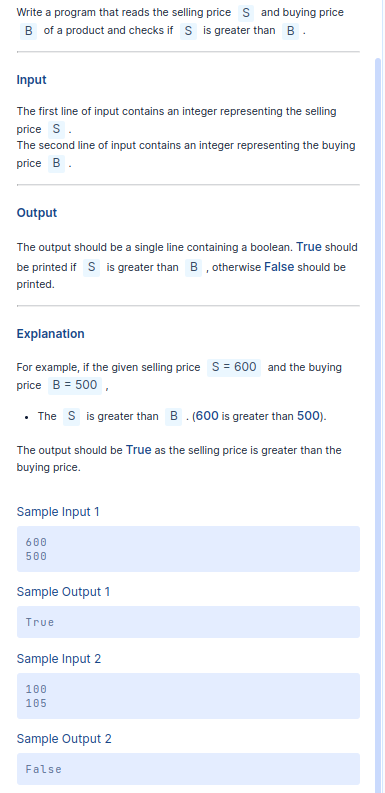 Write a program that reads the selling price S and buying price
B of a product and checks if S is greater than B .
Input
The first line of input contains an integer representing the selling
price S .
The second line of input contains an integer representing the buying
price B .
Output
The output should be a single line containing a boolean. True should
be printed if S is greater than B , otherwise False should be
printed.
Explanation
For example, if the given selling price S = 600 and the buying
price B = 500 ,
• The S is greater than B . (600 is greater than 500).
The output should be True as the selling price is greater than the
buying price.
Sample Input 1
600
500
Sample Output 1
True
Sample Input 2
100
105
Sample Output 2
False